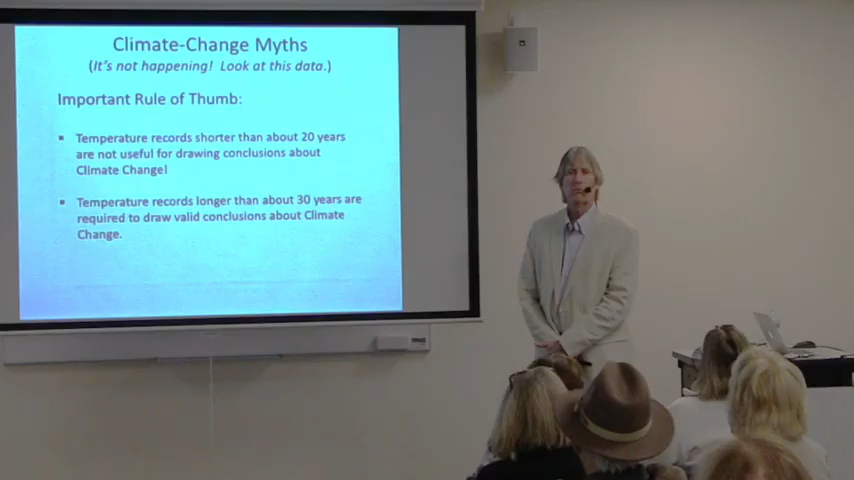 Climate-Change Myths
(It's not happening! Look at this data.)
Important Rule of Thumb:
▪ Temperature records shorter than about 20 years
are not useful for drawing conclusions about
Climate Change!
▪ Temperature records longer than about 30 years are
required to draw valid conclusions about Climate
Change.